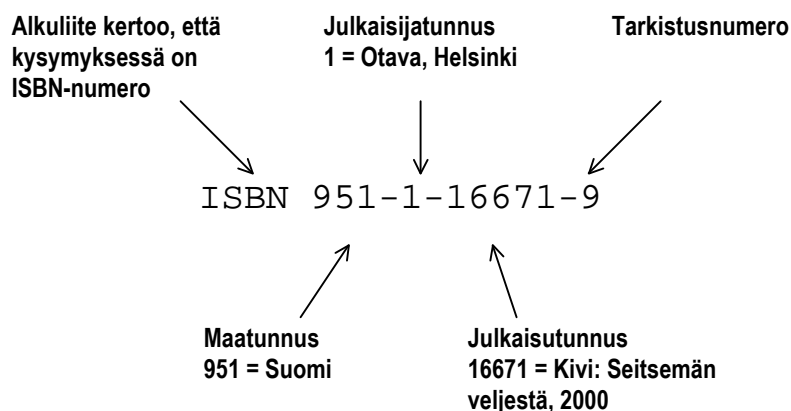 Alkuliite kertoo, että
kysymyksessä on
ISBN-numero
Julkaisijatunnus
1 = Otava, Helsinki
Tarkistusnumero
ISBN 951-1-16671-9
Maatunnus
951 = Suomi
Julkaisutunnus
16671 = Kivi: Seitsemän
veljestä, 2000